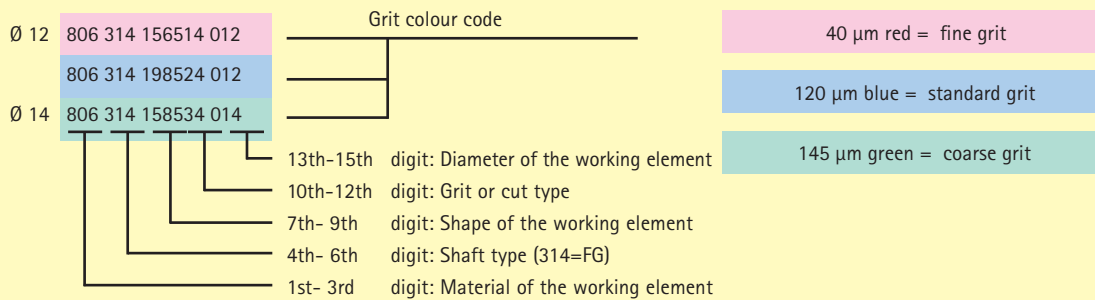 Grit colour code
Ø 12 806 314 156514 012
806 314 198524 012
Ø 14 806 314 158534 014
13th-15th digit: Diameter of the working element
10th-12th digit: Grit or cut type
7th- 9th digit: Shape of the working element
4th- 6th digit: Shaft type (314=FG)
1st- 3rd digit: Material of the working element
40 µm red = fine grit
120 µm blue = standard grit
145 µm green = coarse grit